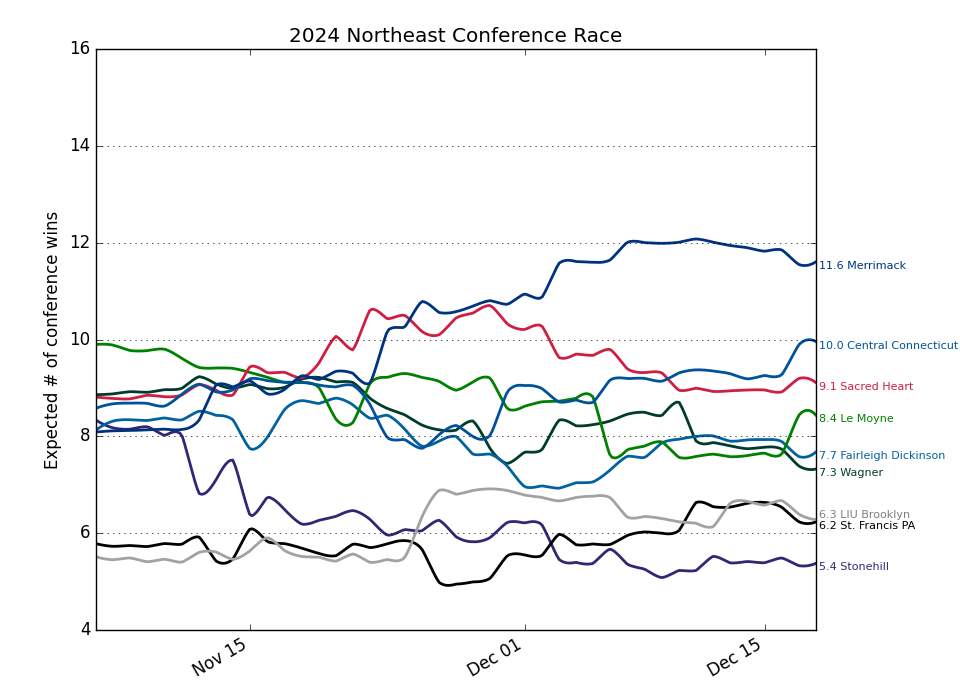 2024 Northeast Conference Race
Expected # of conference wins
16
14
12
10
8
6
4
11.6 Merrimack
10.0 Central Connecticut
9.1 Sacred Heart
8.4 Le Moyne
7.7 Fairleigh Dickinson
7.3 Wagner
6.3 LIU Brooklyn
6.2 St. Francis PA
5.4 Stonehill
Nov 15
Dec 01
Dec 15